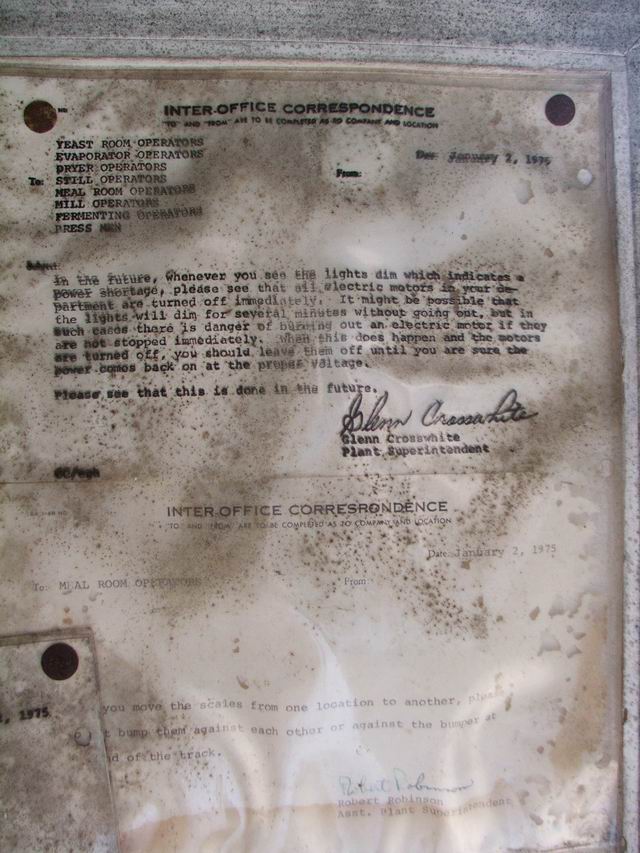 INTER-OFFICE CORRESPONDENCE
"TO" AND "FROM" ARE TO BE COMPLETED AS TO COMPANY AND LOCATION
YEAST ROOM OPERATORS
EVAPORATOR OPERATORS
DRYER OPERATORS
To: STILL OPERATORS
MEAL ROOM OPERATORS
MILL OPERATORS
FERMENTING OPERATORS
PRESS MEN
From:
Date January 2, 1975
Subject:
In the future, whenever you see the lights dim which indicates a
power shortage, please see that all electric motors in your de-
partment are turned off immediately. It might be possible that
the lights will dim for several minutes without going out, but in
such cases there is danger of burning out an electric motor if they
are not stopped immediately. When this does happen and the motors
are turned off, you should leave them off until you are sure the
power comes back on at the proper voltage.
Please see that this is done in the future.
Glenn Crosswhite
Glenn Crosswhite
Plant Superintendent
INTER-OFFICE CORRESPONDENCE
"TO" AND "FROM" ARE TO BE COMPLETED AS TO COMPANY AND LOCATION
Date: January 2, 1975
To: MEAL ROOM OPERATORS
From:
you move the scales from one location to another, please
bump them against each other or against the bumper at
of the track.
Robert Robinson
Robert Robinson
Asst. Plant Superintendent
, 1975